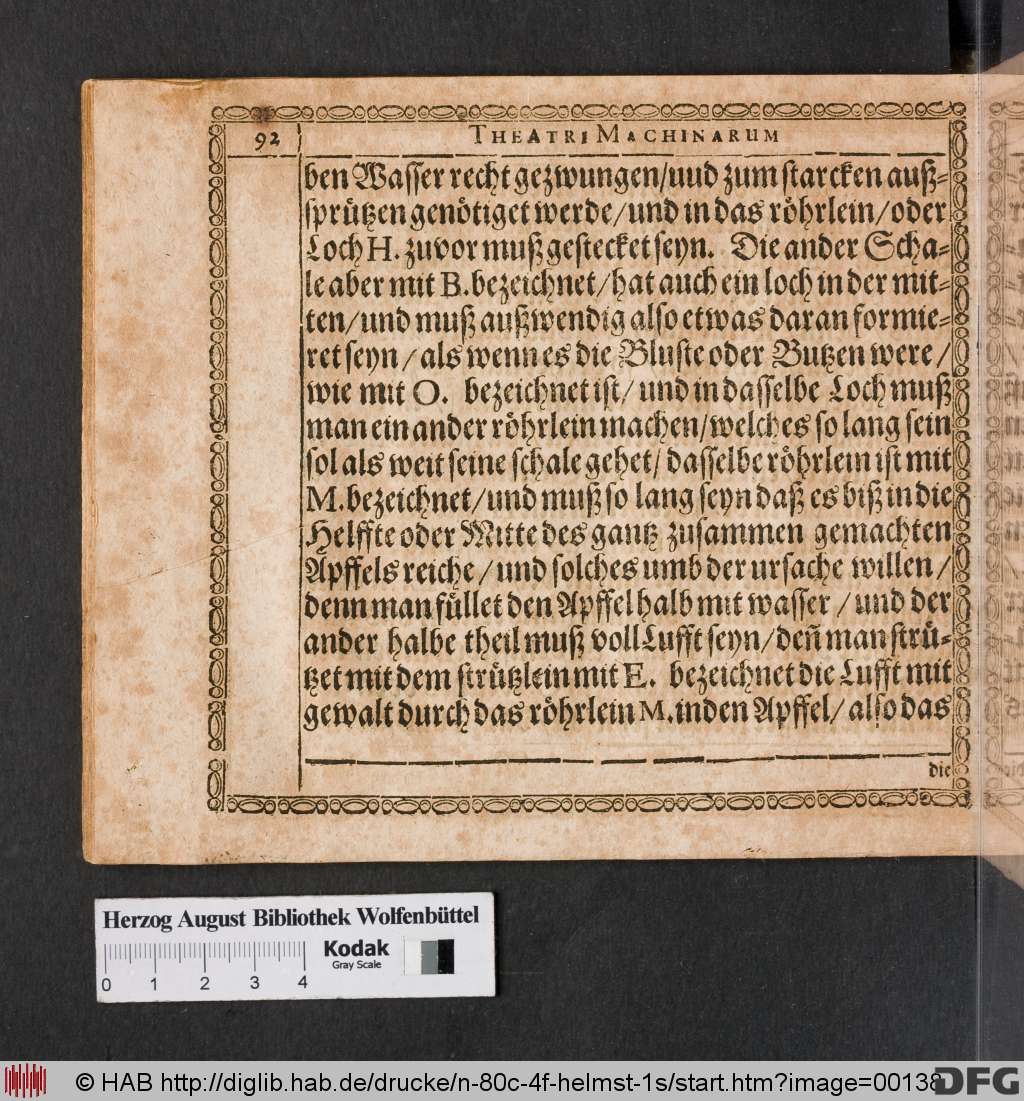 92
THEATRI MACHINARUM
ben Wasser recht gezwungen/uud zum starcken auß-
sprützen genötiget werde/und in das röhrlein/oder
Loch H. zuvor muß gestecket seyn. Die ander Scha-
le aber mit B. bezeichnet/hat auch ein loch in der mit-
ten/und muß außwendig also etwas daran formie-
ret seyn/als wenn es die Bluste oder Butzen were/
wie mit O. bezeichnet ist/und in dasselbe Loch muß
man ein ander röhrlein machen/welches so lang sein
sol als weit seine schale gehet/dasselbe röhrlein ist mit
M. bezeichnet/und muß so lang seyn daß es biß in die
Helffte oder Mitte des gantz zusammen gemachten
Apffels reiche/und solches umb der ursache willen/
denn man füllet den Apffel halb mit wasser/und der
ander halbe theil muß voll Lufft seyn/deñ man strü-
tzet mit dem strützlein mit E. bezeichnet die Lufft mit
gewalt durch das röhrlein M. in den Apffel/also das
die
Herzog August Bibliothek Wolfenbüttel
Kodak
Gray Scale
0 1 2 3 4
© HAB http://diglib.hab.de/drucke/n-80c-4f-helmst-1s/start.htm?image=00138
DFG